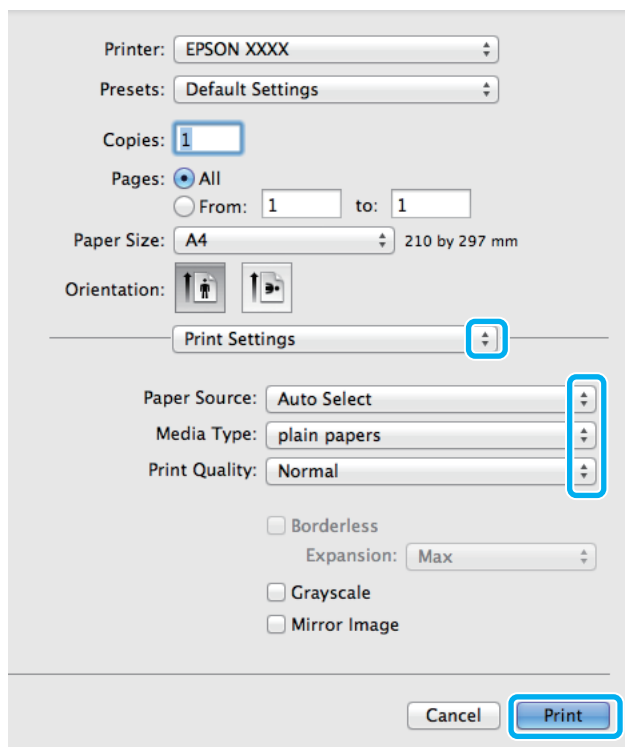 Printer: EPSON XXXX
Presets: Default Settings
Copies: 1
Pages: All
From: 1 to: 1
Paper Size: A4 210 by 297 mm
Orientation:
Print Settings
Paper Source: Auto Select
Media Type: plain papers
Print Quality: Normal
Borderless
Expansion: Max
Grayscale
Mirror Image
Cancel Print